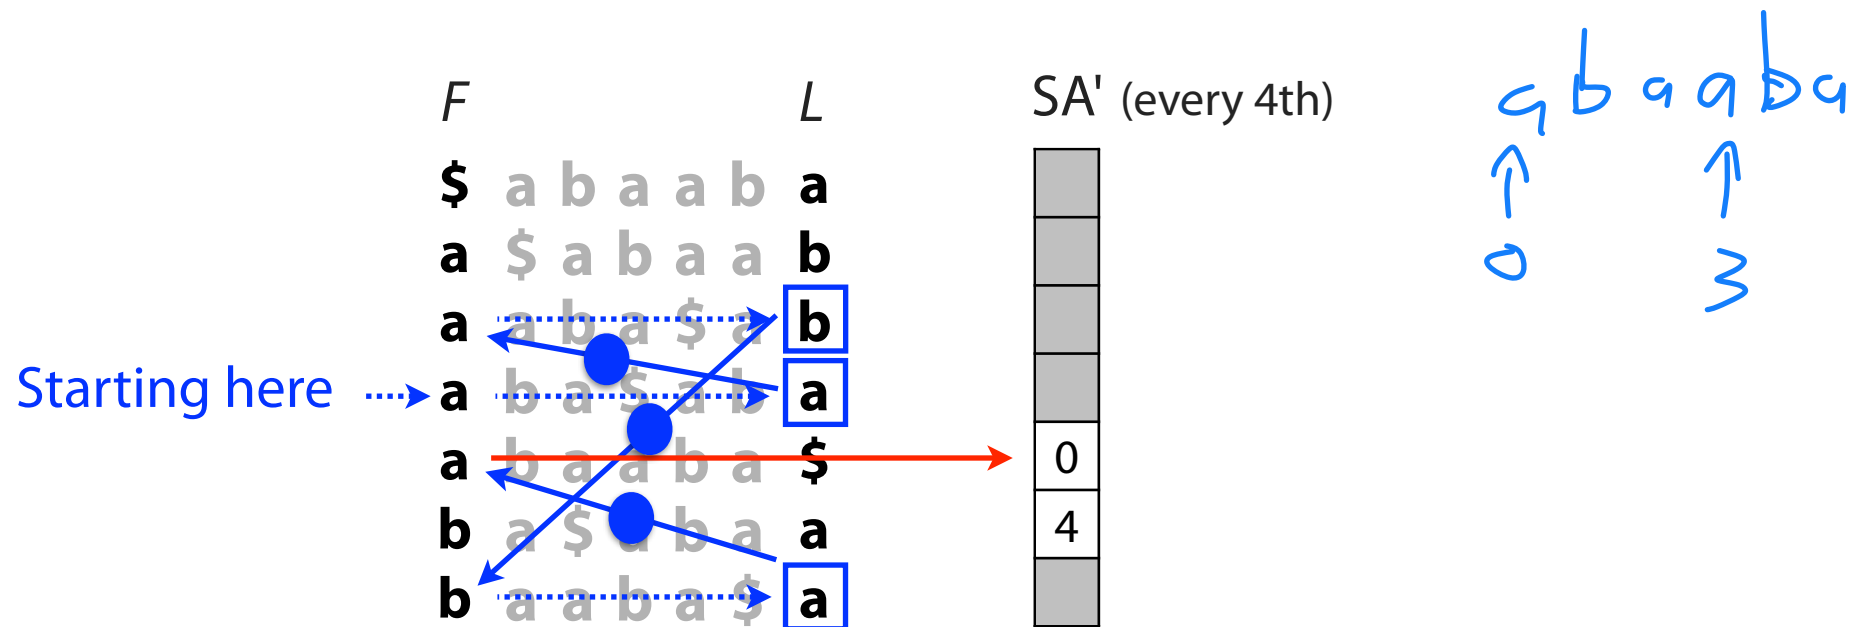 F L SA' (every 4th) a b a a b a
$ a b a a b a
a $ a b a a b 0 3
a a b a $ a b
Starting here a b a $ a b a
a b a a b a $ 0
b a $ a b a a 4
b a a b a $ a